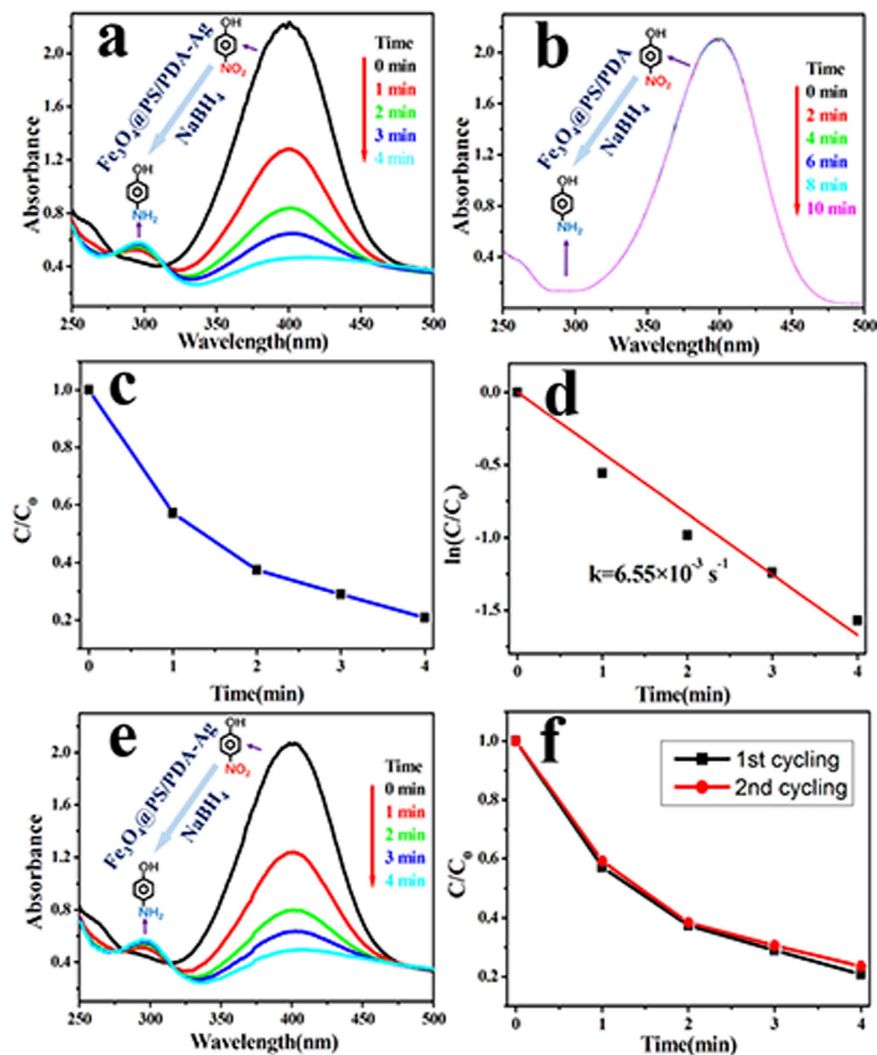 a
OH
NO₂
Fe₃O₄@PS/PDA-Ag
NaBH₄
OH
NH₂
Time
0 min
1 min
2 min
3 min
4 min
Absorbance
2.0
1.6
1.2
0.8
0.4
250 300 350 400 450 500
Wavelength(nm)
b
OH
NO₂
Fe₃O₄@PS/PDA
NaBH₄
OH
NH₂
Time
0 min
2 min
4 min
6 min
8 min
10 min
Absorbance
2.0
1.6
1.2
0.8
0.4
250 300 350 400 450 500
Wavelength(nm)
c
C/C₀
1.0
0.8
0.6
0.4
0.2
0 1 2 3 4
Time(min)
d
ln(C/C₀)
0.0
-0.5
-1.0
-1.5
k=6.55×10⁻³ s⁻¹
0 1 2 3 4
Time(min)
e
OH
NO₂
Fe₃O₄@PS/PDA-Ag
NaBH₄
OH
NH₂
Time
0 min
1 min
2 min
3 min
4 min
Absorbance
2.0
1.6
1.2
0.8
0.4
250 300 350 400 450 500
Wavelength(nm)
f
1st cycling
2nd cycling
C/C₀
1.0
0.8
0.6
0.4
0.2
0 1 2 3 4
Time(min)